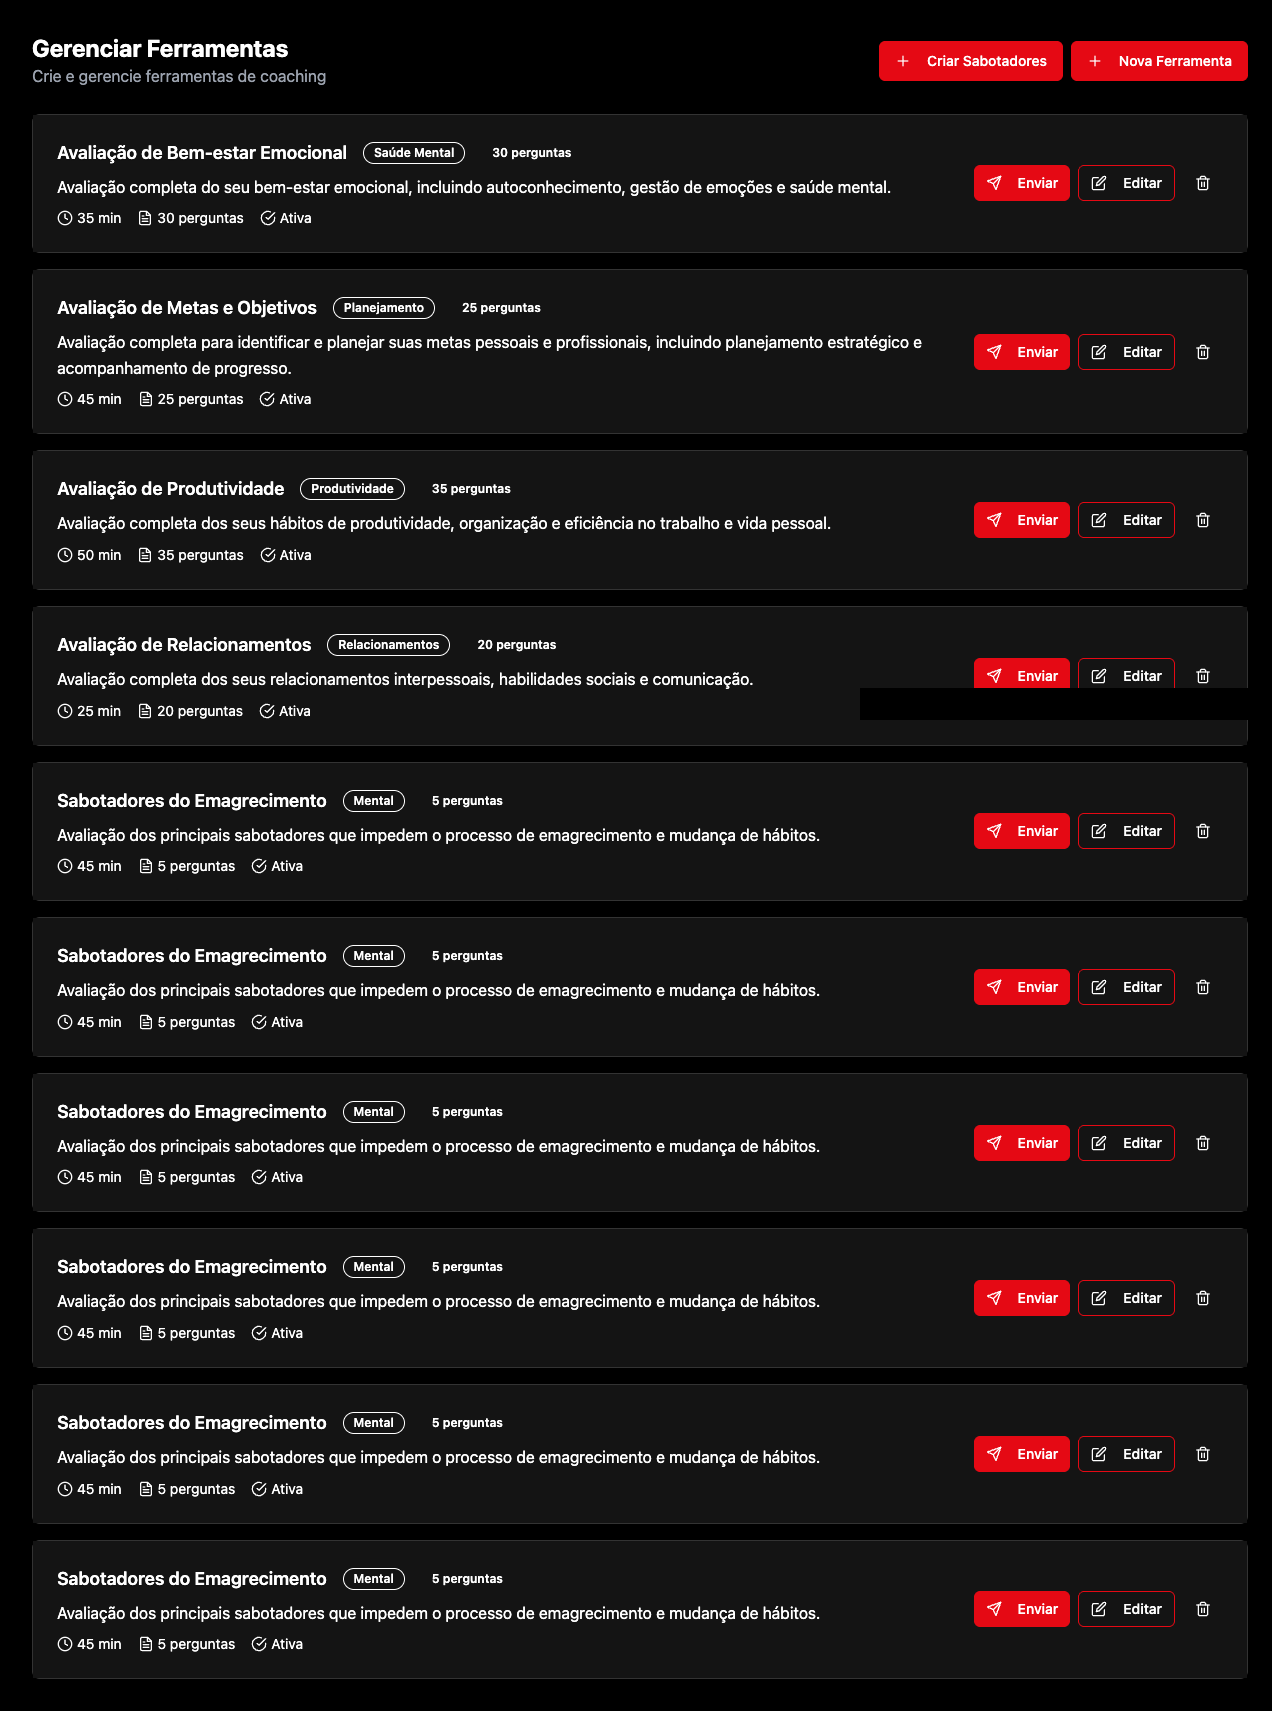 Gerenciar Ferramentas
Crie e gerencie ferramentas de coaching
Criar Sabotadores
Nova Ferramenta
Avaliação de Bem-estar Emocional Saúde Mental 30 perguntas
Avaliação completa do seu bem-estar emocional, incluindo autoconhecimento, gestão de emoções e saúde mental.
35 min 30 perguntas Ativa
Enviar Editar
Avaliação de Metas e Objetivos Planejamento 25 perguntas
Avaliação completa para identificar e planejar suas metas pessoais e profissionais, incluindo planejamento estratégico e
acompanhamento de progresso.
45 min 25 perguntas Ativa
Enviar Editar
Avaliação de Produtividade Produtividade 35 perguntas
Avaliação completa dos seus hábitos de produtividade, organização e eficiência no trabalho e vida pessoal.
50 min 35 perguntas Ativa
Enviar Editar
Avaliação de Relacionamentos Relacionamentos 20 perguntas
Avaliação completa dos seus relacionamentos interpessoais, habilidades sociais e comunicação.
25 min 20 perguntas Ativa
Enviar Editar
Sabotadores do Emagrecimento Mental 5 perguntas
Avaliação dos principais sabotadores que impedem o processo de emagrecimento e mudança de hábitos.
45 min 5 perguntas Ativa
Enviar Editar
Sabotadores do Emagrecimento Mental 5 perguntas
Avaliação dos principais sabotadores que impedem o processo de emagrecimento e mudança de hábitos.
45 min 5 perguntas Ativa
Enviar Editar
Sabotadores do Emagrecimento Mental 5 perguntas
Avaliação dos principais sabotadores que impedem o processo de emagrecimento e mudança de hábitos.
45 min 5 perguntas Ativa
Enviar Editar
Sabotadores do Emagrecimento Mental 5 perguntas
Avaliação dos principais sabotadores que impedem o processo de emagrecimento e mudança de hábitos.
45 min 5 perguntas Ativa
Enviar Editar
Sabotadores do Emagrecimento Mental 5 perguntas
Avaliação dos principais sabotadores que impedem o processo de emagrecimento e mudança de hábitos.
45 min 5 perguntas Ativa
Enviar Editar
Sabotadores do Emagrecimento Mental 5 perguntas
Avaliação dos principais sabotadores que impedem o processo de emagrecimento e mudança de hábitos.
45 min 5 perguntas Ativa
Enviar Editar